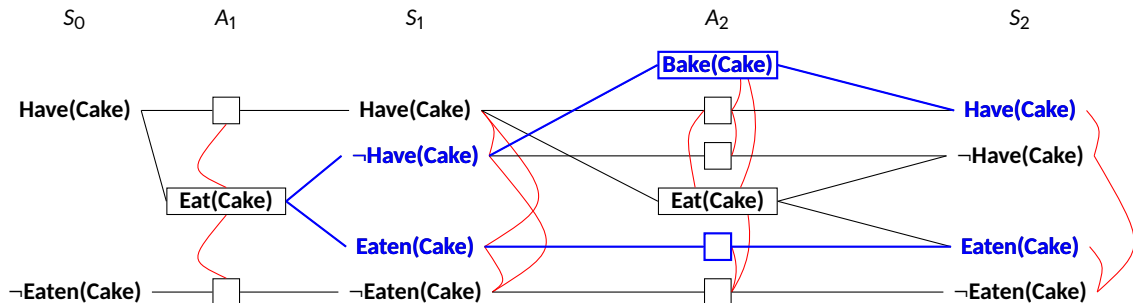 S0 A1 S1 A2 S2
Bake(Cake)
Have(Cake) Have(Cake) Have(Cake)
¬Have(Cake) ¬Have(Cake)
Eat(Cake) Eat(Cake)
Eaten(Cake) Eaten(Cake)
¬Eaten(Cake) ¬Eaten(Cake) ¬Eaten(Cake)